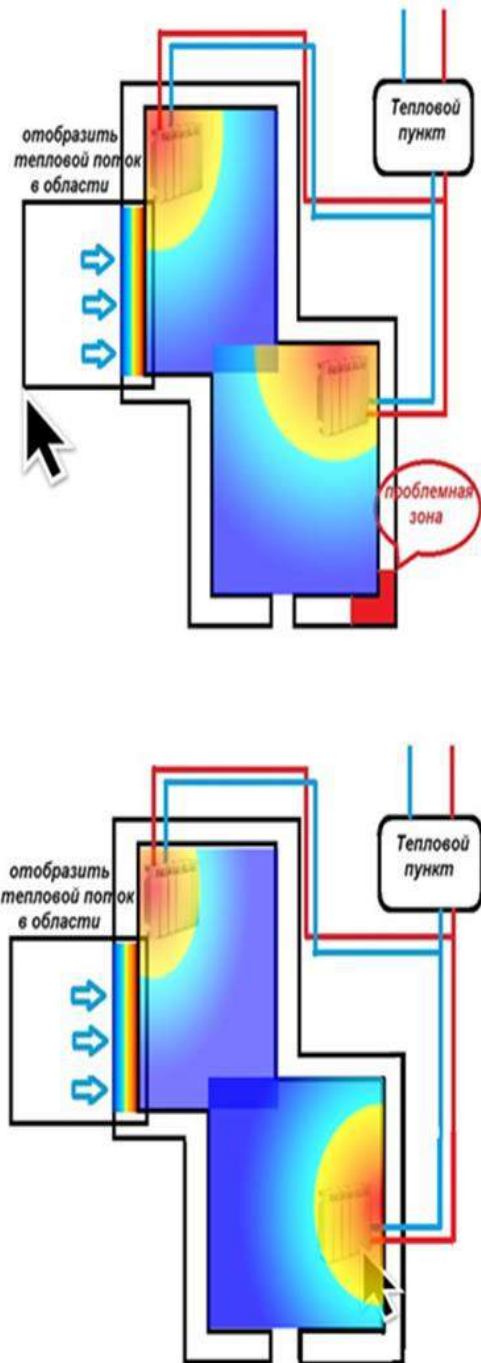 Тепловой
пункт
отобразить
тепловой поток
в области
проблемная
зона
Тепловой
пункт
отобразить
тепловой поток
в области